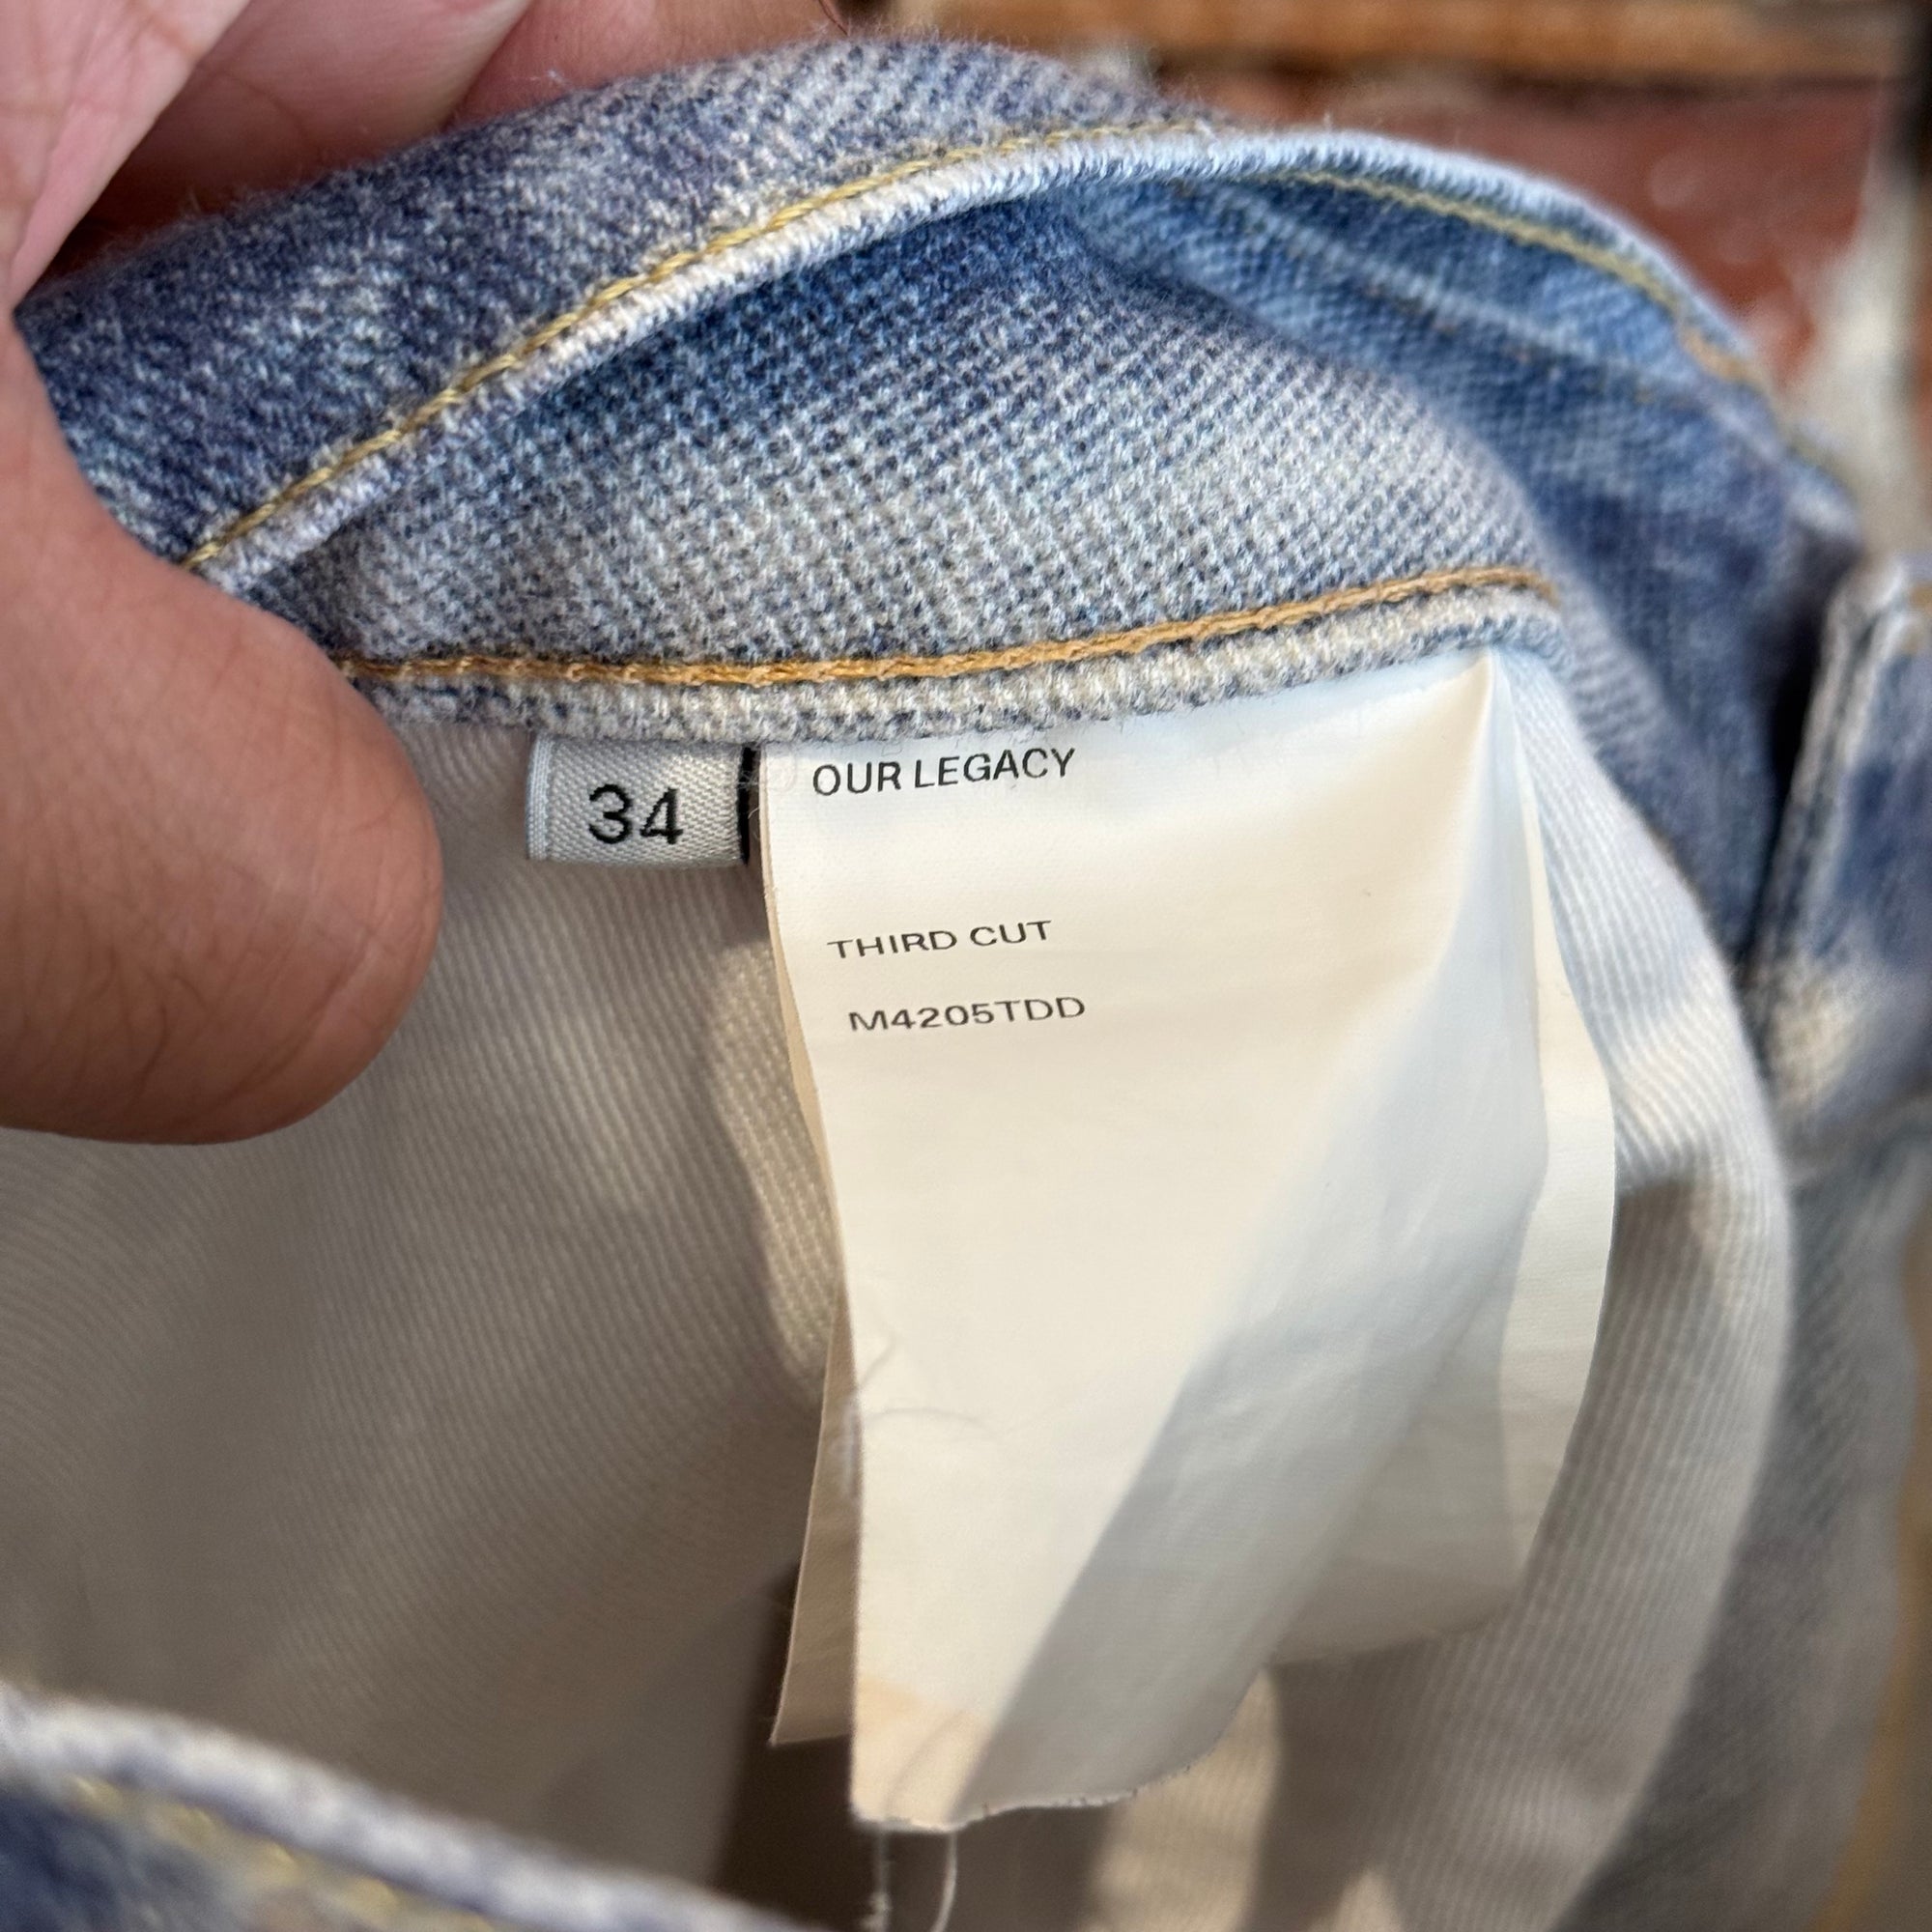 34
OUR LEGACY
THIRD CUT
M4205TDD